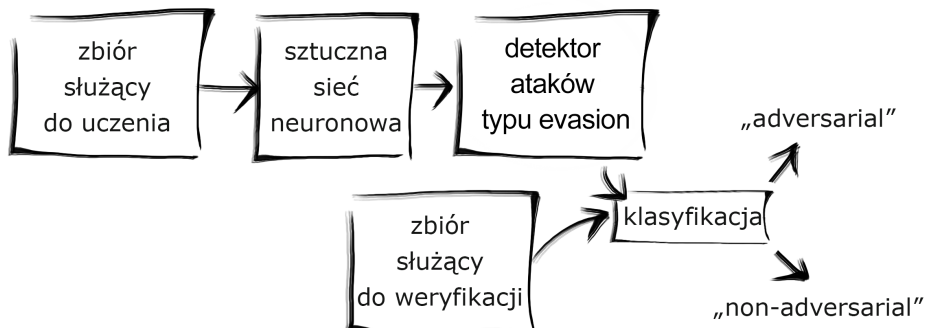 zbiór
służący
do uczenia
sztuczna
sieć
neuronowa
detektor
ataków
typu evasion
„adversarial”
zbiór
służący
do weryfikacji
klasyfikacja
„non-adversarial”